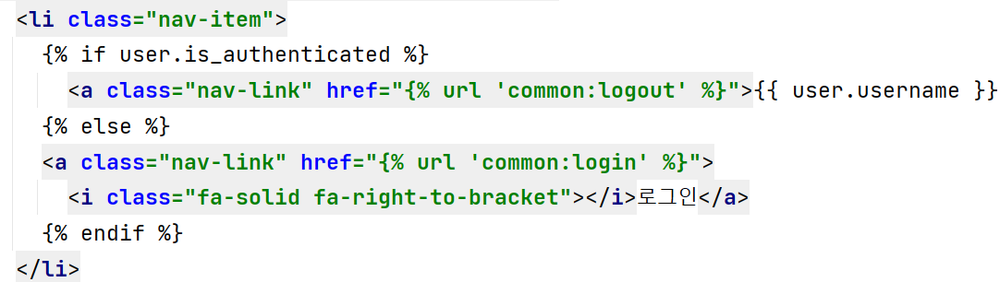 <li class="nav-item">
{% if user.is_authenticated %}
<a class="nav-link" href="{% url 'common:logout' %}">{{ user.username }}
{% else %}
<a class="nav-link" href="{% url 'common:login' %}">
<i class="fa-solid fa-right-to-bracket"></i>로그인</a>
{% endif %}
</li>